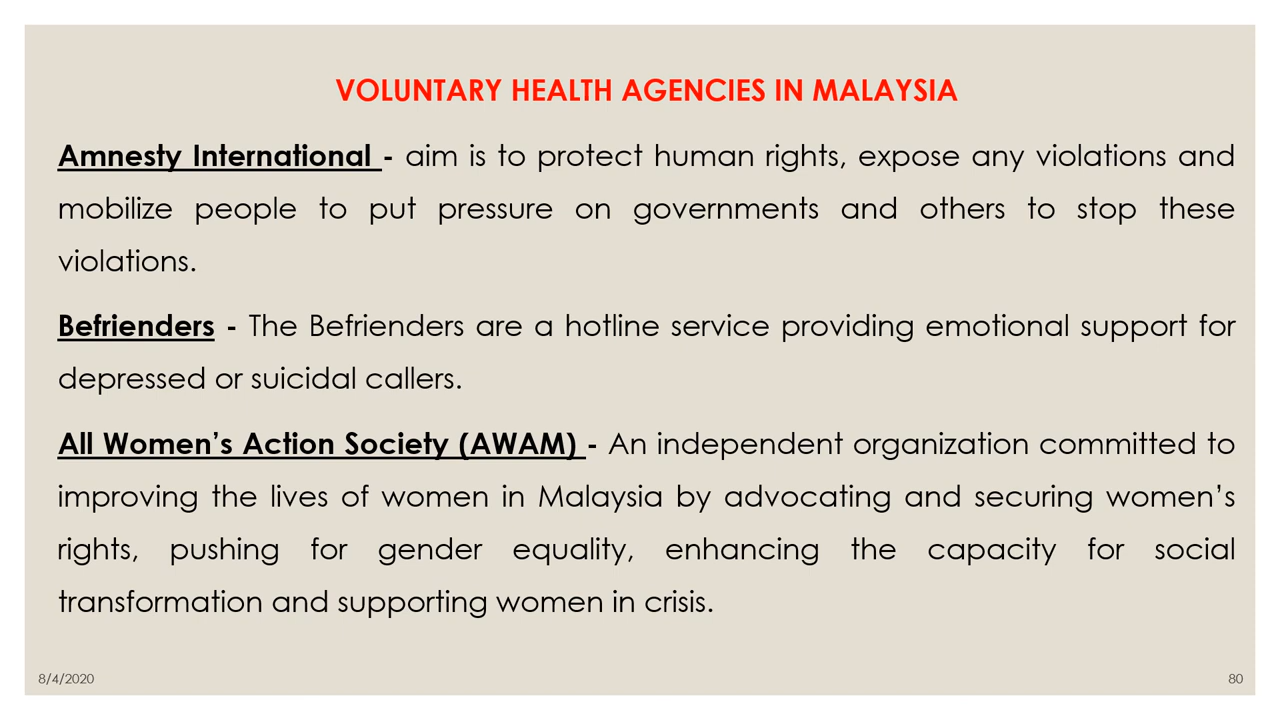 VOLUNTARY HEALTH AGENCIES IN MALAYSIA
Amnesty International - aim is to protect human rights, expose any violations and
mobilize people to put pressure on governments and others to stop these
violations.
Befrienders - The Befrienders are a hotline service providing emotional support for
depressed or suicidal callers.
All Women’s Action Society (AWAM) - An independent organization committed to
improving the lives of women in Malaysia by advocating and securing women’s
rights, pushing for gender equality, enhancing the capacity for social
transformation and supporting women in crisis.
8/4/2020
80